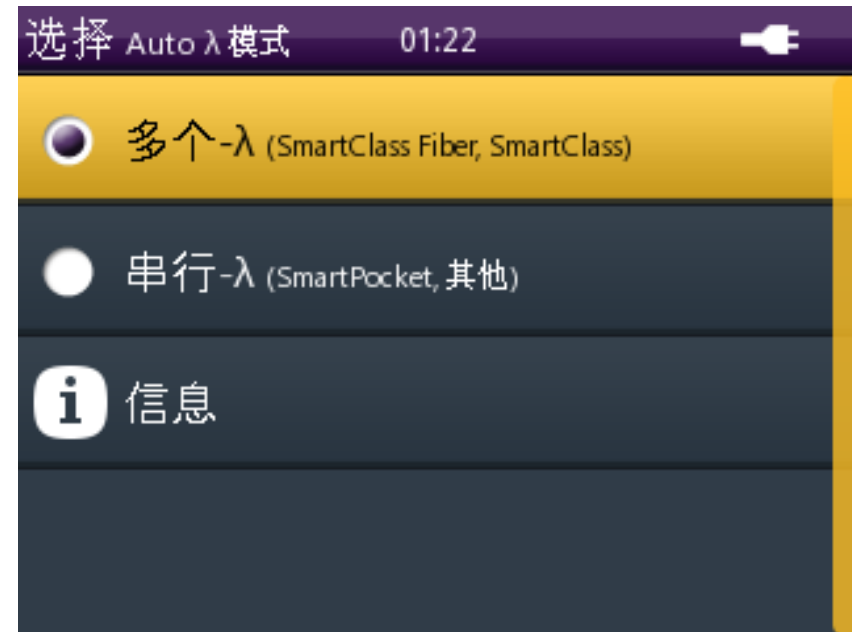 选择 Auto λ 模式 01:22
多个-λ (SmartClass Fiber, SmartClass)
串行-λ (SmartPocket, 其他)
i 信息